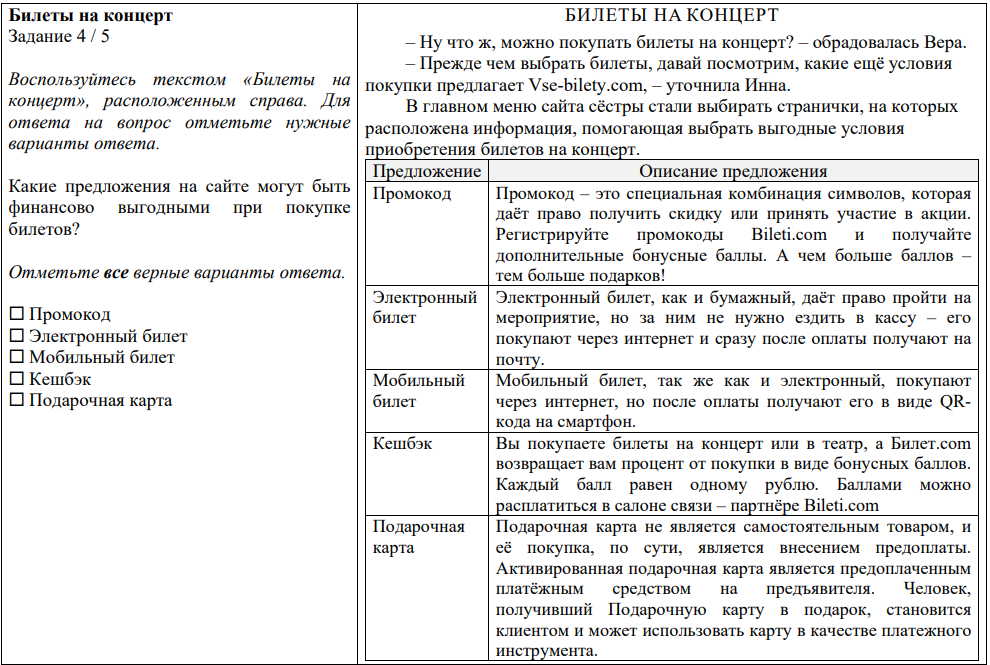 Билеты на концерт
Задание 4 / 5
Воспользуйтесь текстом «Билеты на
концерт», расположенным справа. Для
ответа на вопрос отметьте нужные
варианты ответа.
Какие предложения на сайте могут быть
финансово выгодными при покупке
билетов?
Отметьте все верные варианты ответа.
☐ Промокод
☐ Электронный билет
☐ Мобильный билет
☐ Кешбэк
☐ Подарочная карта
БИЛЕТЫ НА КОНЦЕРТ
– Ну что ж, можно покупать билеты на концерт? – обрадовалась Вера.
– Прежде чем выбрать билеты, давай посмотрим, какие ещё условия
покупки предлагает Vse-bilety.com, – уточнила Инна.
В главном меню сайта сёстры стали выбирать странички, на которых
расположена информация, помогающая выбрать выгодные условия
приобретения билетов на концерт.
Предложение Описание предложения
Промокод
Промокод – это специальная комбинация символов, которая
даёт право получить скидку или принять участие в акции.
Регистрируйте промокоды Bileti.com и получайте
дополнительные бонусные баллы. А чем больше баллов –
тем больше подарков!
Электронный
билет
Электронный билет, как и бумажный, даёт право пройти на
мероприятие, но за ним не нужно ездить в кассу – его
покупают через интернет и сразу после оплаты получают на
почту.
Мобильный
билет
Мобильный билет, так же как и электронный, покупают
через интернет, но после оплаты получают его в виде QR-
кода на смартфон.
Кешбэк
Вы покупаете билеты на концерт или в театр, а Билет.com
возвращает вам процент от покупки в виде бонусных баллов.
Каждый балл равен одному рублю. Баллами можно
расплатиться в салоне связи – партнёре Bileti.com
Подарочная
карта
Подарочная карта не является самостоятельным товаром, и
её покупка, по сути, является внесением предоплаты.
Активированная подарочная карта является предоплаченным
платёжным средством на предъявителя. Человек,
получивший Подарочную карту в подарок, становится
клиентом и может использовать карту в качестве платежного
инструмента.